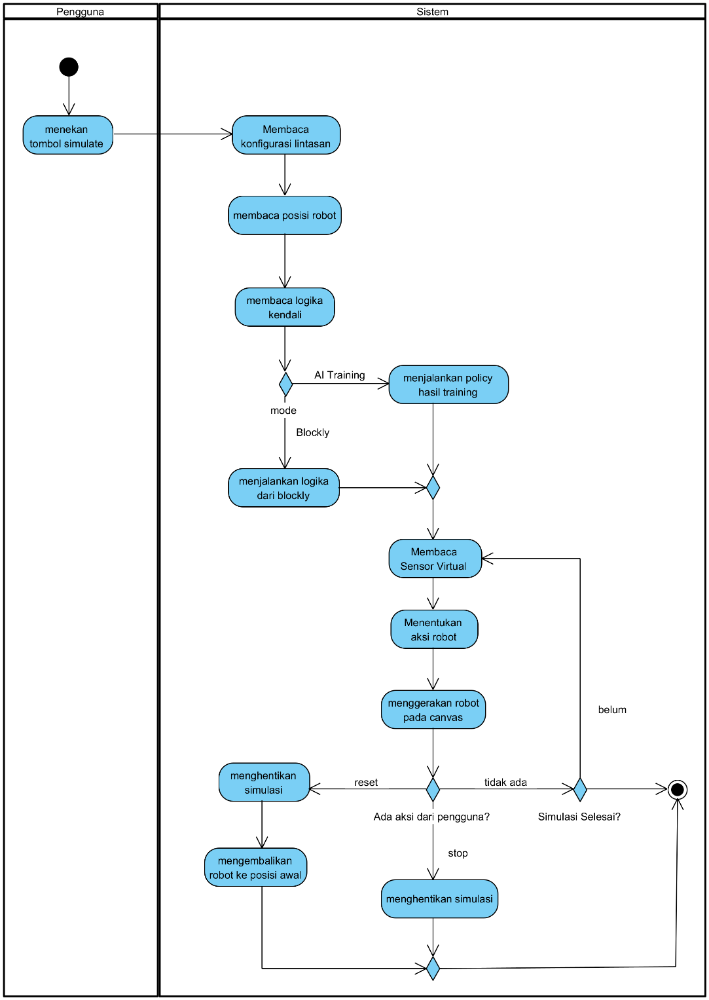 Pengguna
Sistem
menekan
tombol simulate
Membaca
konfigurasi lintasan
membaca posisi robot
membaca logika
kendali
AI Training
menjalankan policy
hasil training
mode
Blockly
menjalankan logika
dari blockly
Membaca
Sensor Virtual
Menentukan
aksi robot
menggerakan robot
pada canvas
belum
menghentikan
simulasi
reset
tidak ada
Ada aksi dari pengguna?
Simulasi Selesai?
stop
mengembalikan
robot ke posisi awal
menghentikan simulasi